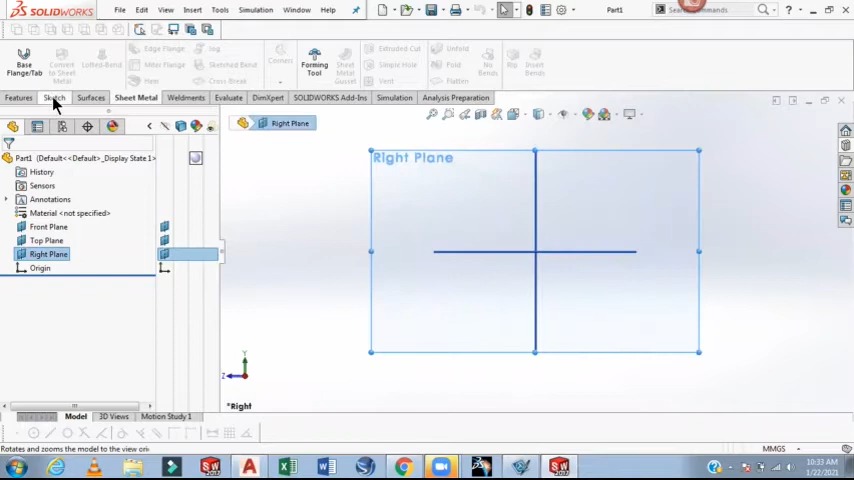 SOLIDWORKS File Edit View Insert Tools Simulation Window Help Part1 Search Commands
Base Flange/Tab
Convert to Sheet Metal
Lofted-Bend
Edge Flange
Miter Flange
Hem
Jog
Sketched Bend
Cross-Break
Corners
Forming Tool
Sheet Metal Gusset
Extruded Cut
Simple Hole
Vent
Unfold
Fold
Flatten
No Bends
Rip
Insert Bends
Features Sketch Surfaces Sheet Metal Weldments Evaluate DimXpert SOLIDWORKS Add-Ins Simulation Analysis Preparation
Right Plane
Right Plane
Part1 (Default<<Default>_Display State 1>
History
Sensors
Annotations
Material <not specified>
Front Plane
Top Plane
Right Plane
Origin
Y
Z
*Right
Model 3D Views Motion Study 1
Rotates and zooms the model to the view ori
MMGS
10:33 AM
1/22/2021